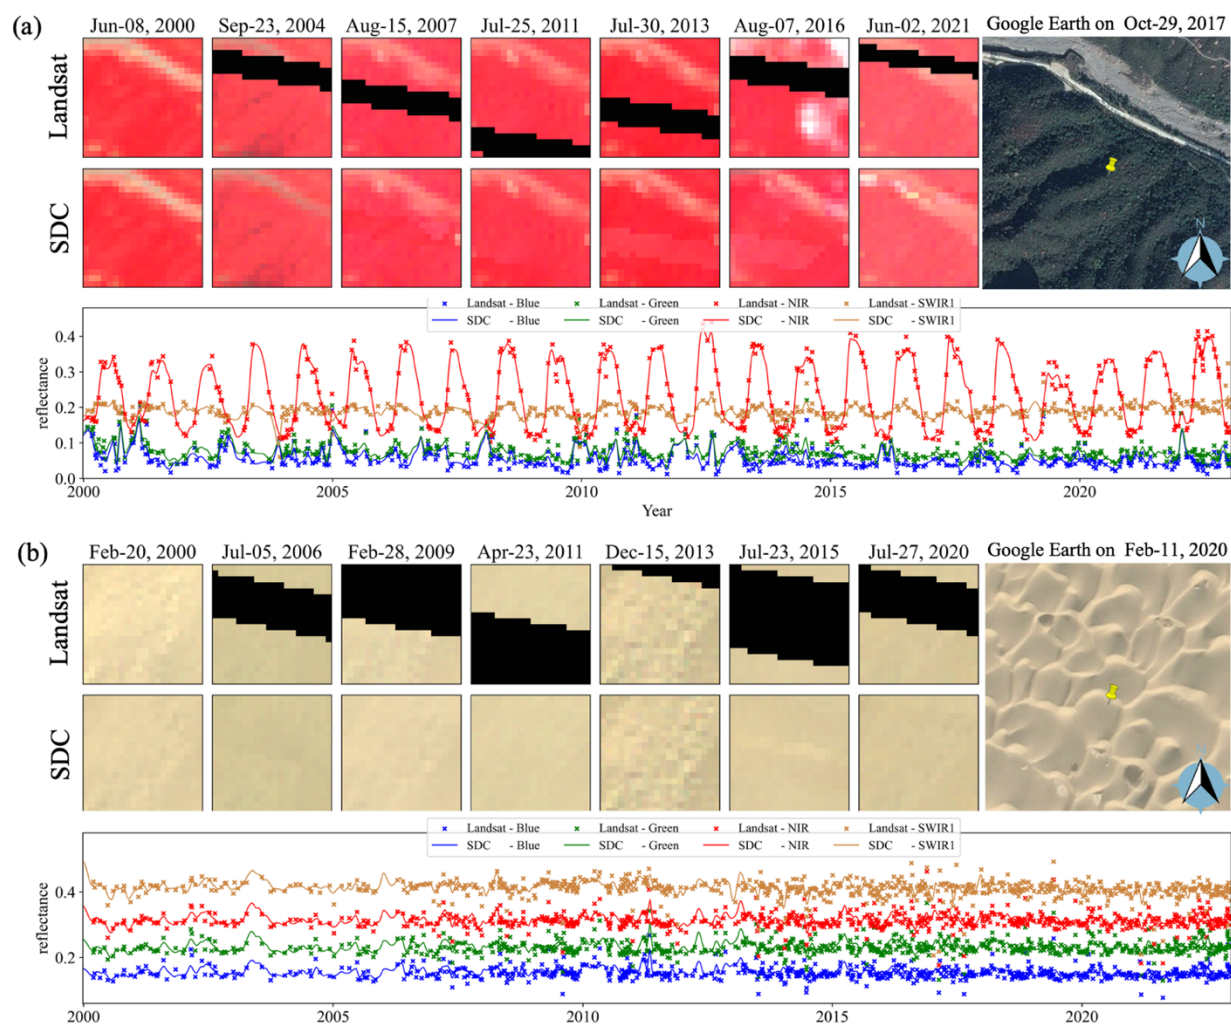 (a)
Jun-08, 2000 Sep-23, 2004 Aug-15, 2007 Jul-25, 2011 Jul-30, 2013 Aug-07, 2016 Jun-02, 2021 Google Earth on Oct-29, 2017
Landsat
SDC
N
Landsat - Blue Landsat - Green Landsat - NIR Landsat - SWIR1
SDC - Blue SDC - Green SDC - NIR SDC - SWIR1
reflectance
0.4
0.3
0.2
0.1
0.0
2000 2005 2010 2015 2020
Year
(b)
Feb-20, 2000 Jul-05, 2006 Feb-28, 2009 Apr-23, 2011 Dec-15, 2013 Jul-23, 2015 Jul-27, 2020 Google Earth on Feb-11, 2020
Landsat
SDC
Landsat - Blue Landsat - Green Landsat - NIR Landsat - SWIR1
SDC - Blue SDC - Green SDC - NIR SDC - SWIR1
reflectance
0.4
0.2
2000 2005 2010 2015 2020